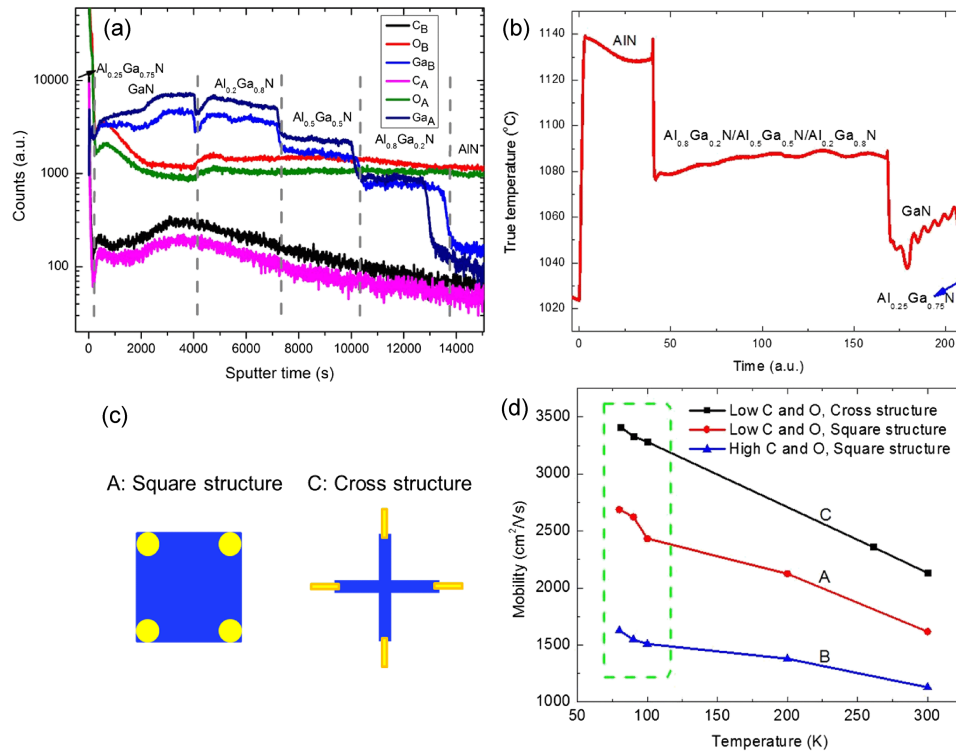 (a)
Counts (a.u.)
10000
1000
100
Al0.25Ga0.75N
GaN
Al0.2Ga0.8N
Al0.5Ga0.5N
Al0.8Ga0.2N
AlN
CB
OB
GaB
CA
OA
GaA
0 2000 4000 6000 8000 10000 12000 14000
Sputter time (s)
(b)
True temperature (°C)
1140
1120
1100
1080
1060
1040
1020
AlN
Al0.8Ga0.2N/Al0.5Ga0.5N/Al0.2Ga0.8N
GaN
Al0.25Ga0.75N
0 50 100 150 200
Time (a.u.)
(c)
A: Square structure
C: Cross structure
(d)
Mobility (cm²/Vs)
3500
3000
2500
2000
1500
1000
Low C and O, Cross structure
Low C and O, Square structure
High C and O, Square structure
C
A
B
50 100 150 200 250 300
Temperature (K)